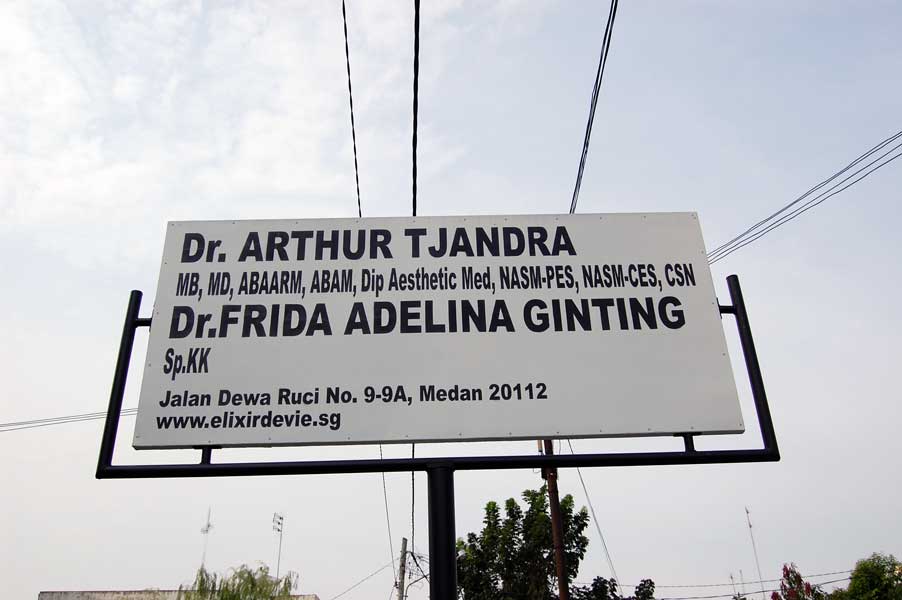 Dr. ARTHUR TJANDRA
MB, MD, ABAARM, ABAM, Dip Aesthetic Med, NASM-PES, NASM-CES, CSN
Dr.FRIDA ADELINA GINTING
Sp.KK
Jalan Dewa Ruci No. 9-9A, Medan 20112
www.elixirdevie.sg